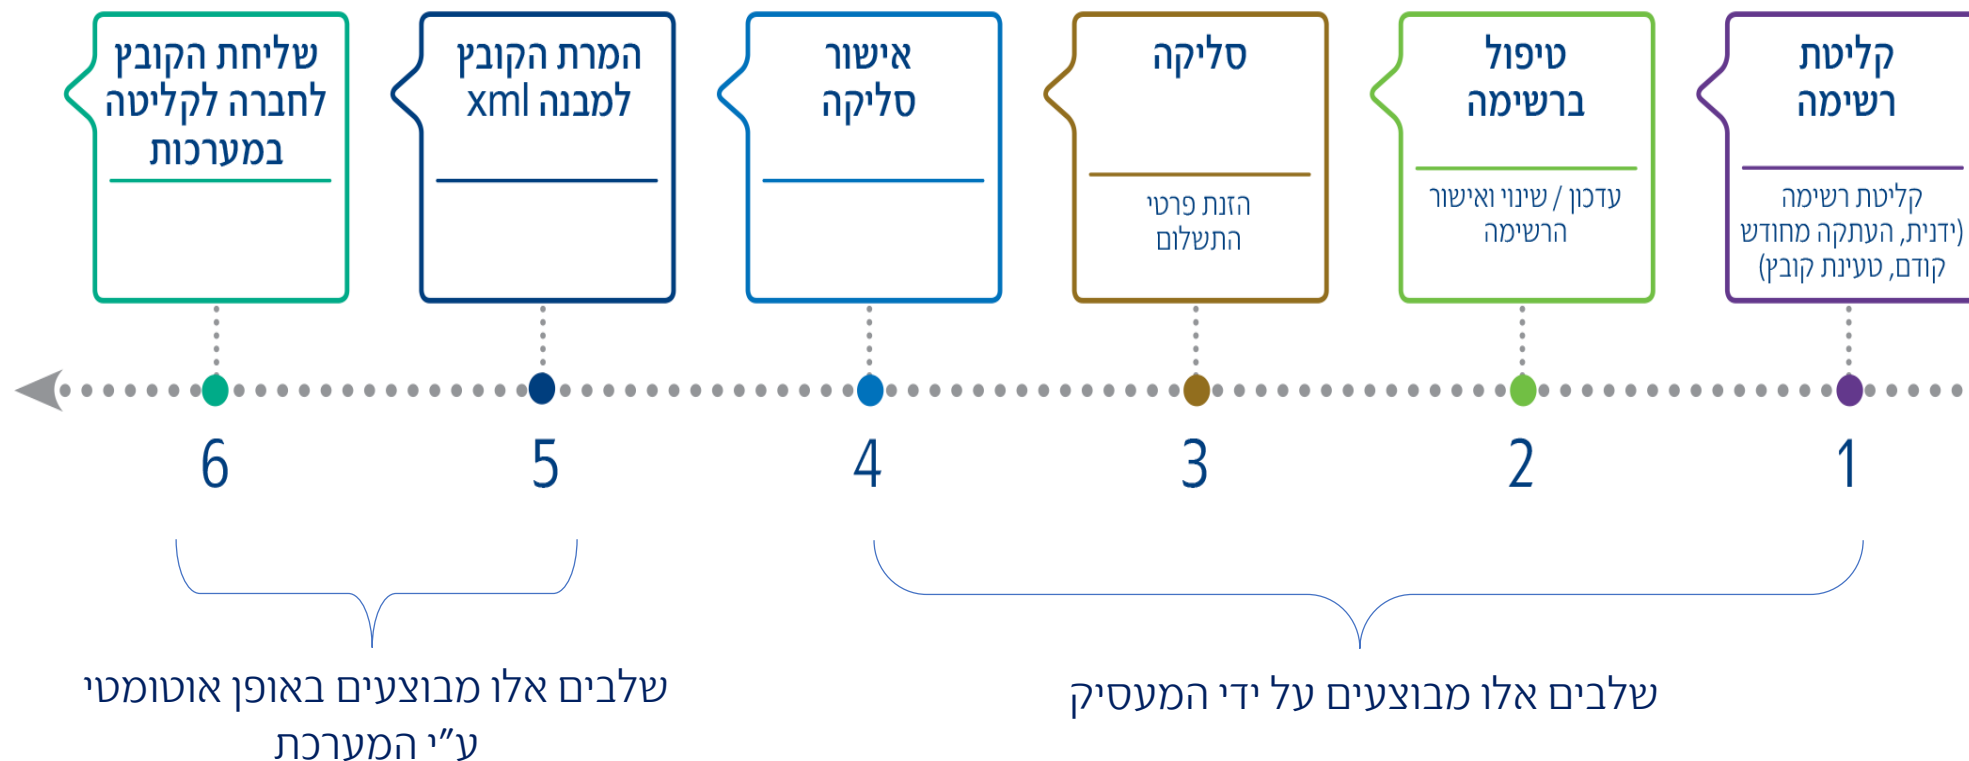 קליטת
רשימה
קליטת רשימה
(ידנית, העתקה מחודש
קודם, טעינת קובץ)
טיפול
ברשימה
עדכון / שינוי ואישור
הרשימה
סליקה
הזנת פרטי
התשלום
אישור
סליקה
המרת הקובץ
למבנה xml
שליחת הקובץ
לחברה לקליטה
במערכות
1
2
3
4
5
6
שלבים אלו מבוצעים על ידי המעסיק
שלבים אלו מבוצעים באופן אוטומטי
ע״י המערכת